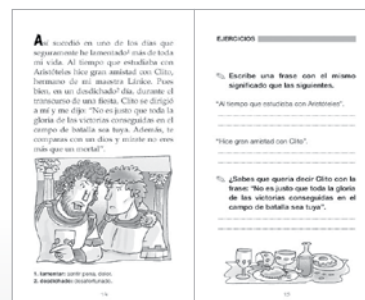 Así sucedió en uno de los días que
seguramente he lamentado¹ más de toda
mi vida. Al tiempo que estudiaba con
Aristóteles hice gran amistad con Clito,
hermano de mi maestra Lánice. Pues
bien, en un desdichado² día, durante el
transcurso de una fiesta, Clito se dirigió
a mí y me dijo: "No es justo que toda la
gloria de las victorias conseguidas en el
campo de batalla sea tuya. Además, te
comparas con un dios y mientras no eres
más que un mortal".
1. lamentar: sentir pena, dolor.
2. desdichado: desafortunado.
EJERCICIOS
Escribe una frase con el mismo
significado que las siguientes.
"Al tiempo que estudiaba con Aristóteles".
"Hice gran amistad con Clito".
¿Sabes que quería decir Clito con la
frase: "No es justo que toda la gloria
de las victorias conseguidas en el
campo de batalla sea tuya".